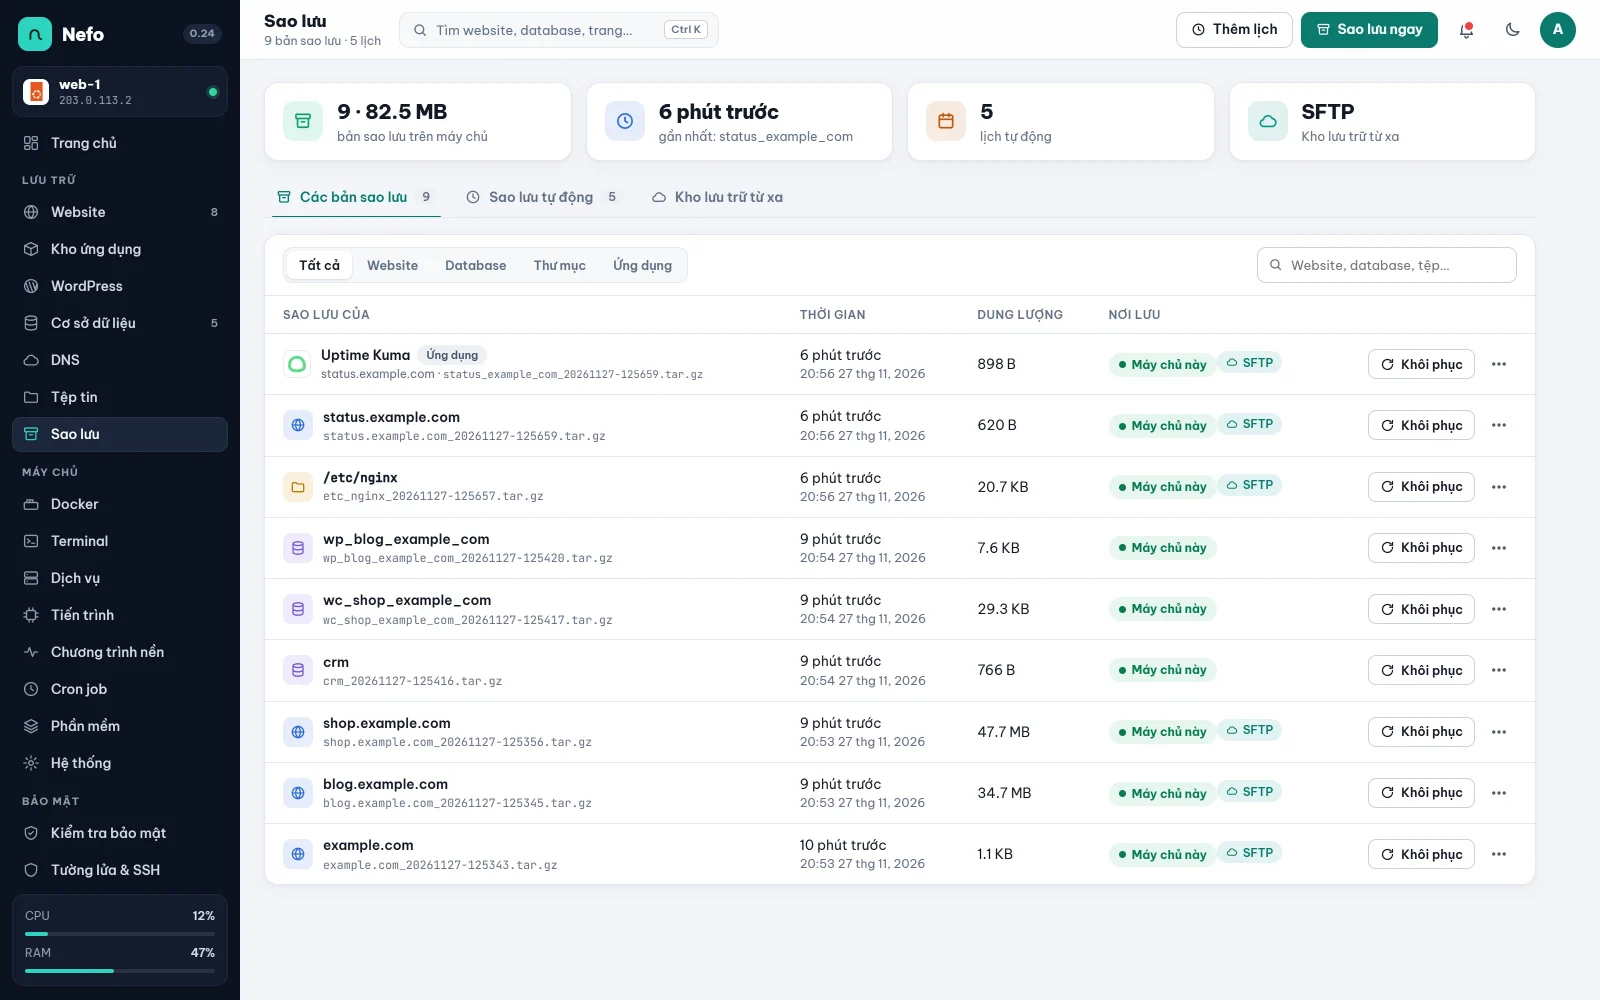 Nefo
0.24
web-1
203.0.113.2
Trang chủ
LƯU TRỮ
Website 8
Kho ứng dụng
WordPress
Cơ sở dữ liệu 5
DNS
Tệp tin
Sao lưu
MÁY CHỦ
Docker
Terminal
Dịch vụ
Tiến trình
Chương trình nền
Cron job
Phần mềm
Hệ thống
BẢO MẬT
Kiểm tra bảo mật
Tường lửa & SSH
CPU 12%
RAM 47%
Sao lưu
9 bản sao lưu · 5 lịch
Tìm website, database, trang... Ctrl K
Thêm lịch
Sao lưu ngay
A
9 · 82.5 MB
bản sao lưu trên máy chủ
6 phút trước
gần nhất: status_example_com
5
lịch tự động
SFTP
Kho lưu trữ từ xa
Các bản sao lưu 9
Sao lưu tự động 5
Kho lưu trữ từ xa
Tất cả Website Database Thư mục Ứng dụng
Website, database, tệp...
SAO LƯU CỦA THỜI GIAN DUNG LƯỢNG NƠI LƯU
Uptime Kuma Ứng dụng
status.example.com · status_example_com_20261127-125659.tar.gz
6 phút trước
20:56 27 thg 11, 2026
898 B
Máy chủ này SFTP
Khôi phục
status.example.com
status.example.com_20261127-125659.tar.gz
6 phút trước
20:56 27 thg 11, 2026
620 B
Máy chủ này SFTP
Khôi phục
/etc/nginx
etc_nginx_20261127-125657.tar.gz
6 phút trước
20:56 27 thg 11, 2026
20.7 KB
Máy chủ này SFTP
Khôi phục
wp_blog_example_com
wp_blog_example_com_20261127-125420.tar.gz
9 phút trước
20:54 27 thg 11, 2026
7.6 KB
Máy chủ này
Khôi phục
wc_shop_example_com
wc_shop_example_com_20261127-125417.tar.gz
9 phút trước
20:54 27 thg 11, 2026
29.3 KB
Máy chủ này
Khôi phục
crm
crm_20261127-125416.tar.gz
9 phút trước
20:54 27 thg 11, 2026
766 B
Máy chủ này
Khôi phục
shop.example.com
shop.example.com_20261127-125356.tar.gz
9 phút trước
20:53 27 thg 11, 2026
47.7 MB
Máy chủ này SFTP
Khôi phục
blog.example.com
blog.example.com_20261127-125345.tar.gz
9 phút trước
20:53 27 thg 11, 2026
34.7 MB
Máy chủ này SFTP
Khôi phục
example.com
example.com_20261127-125343.tar.gz
10 phút trước
20:53 27 thg 11, 2026
1.1 KB
Máy chủ này SFTP
Khôi phục